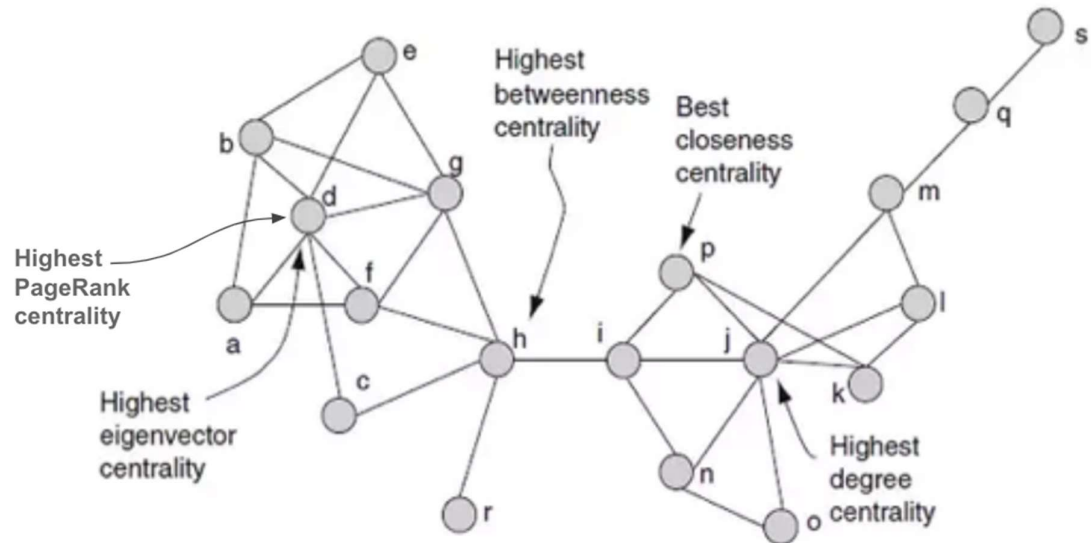 e
s
Highest
betweenness
centrality
Best
closeness
centrality
q
b
g
m
d
Highest
PageRank
centrality
p
f
l
a
h
i
j
k
c
Highest
eigenvector
centrality
Highest
degree
centrality
n
o
r